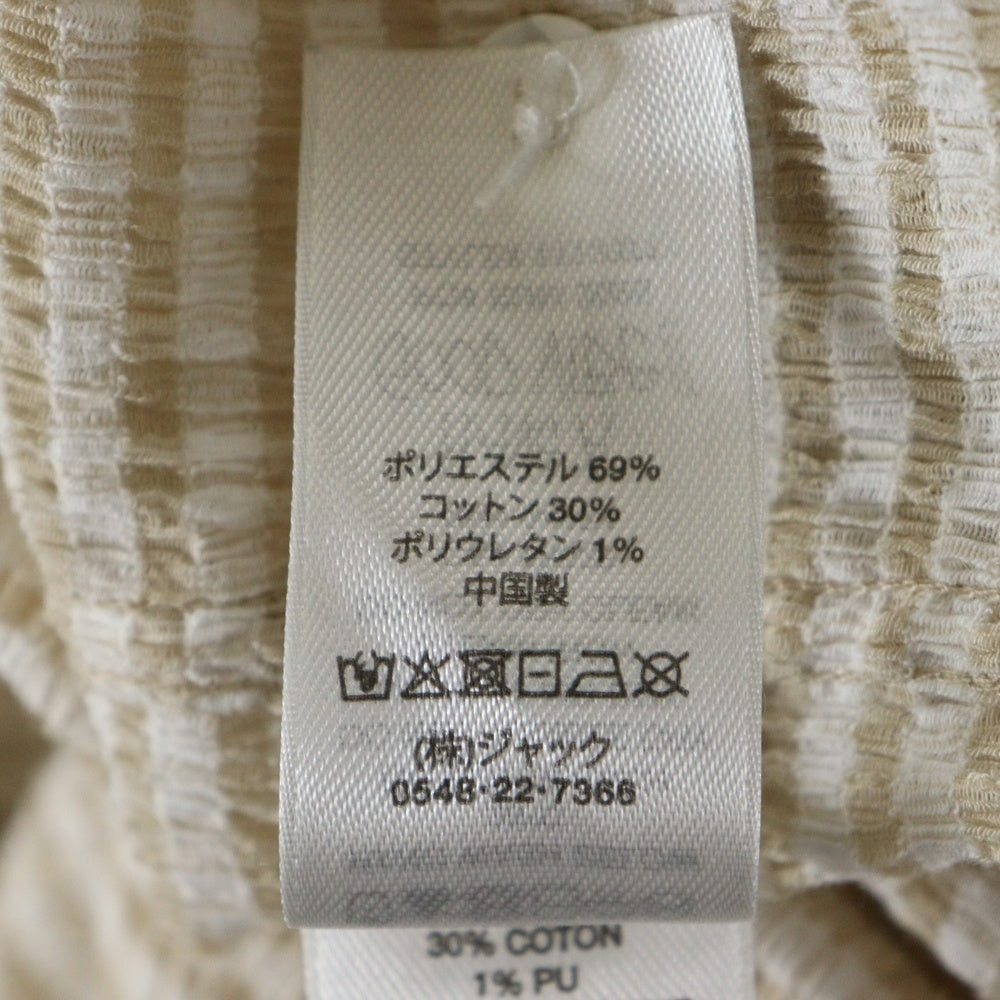 ポリエステル 69%
コットン 30%
ポリウレタン 1%
中国製
(株)ジャック
0548·22·7366
30% COTON
1% PU